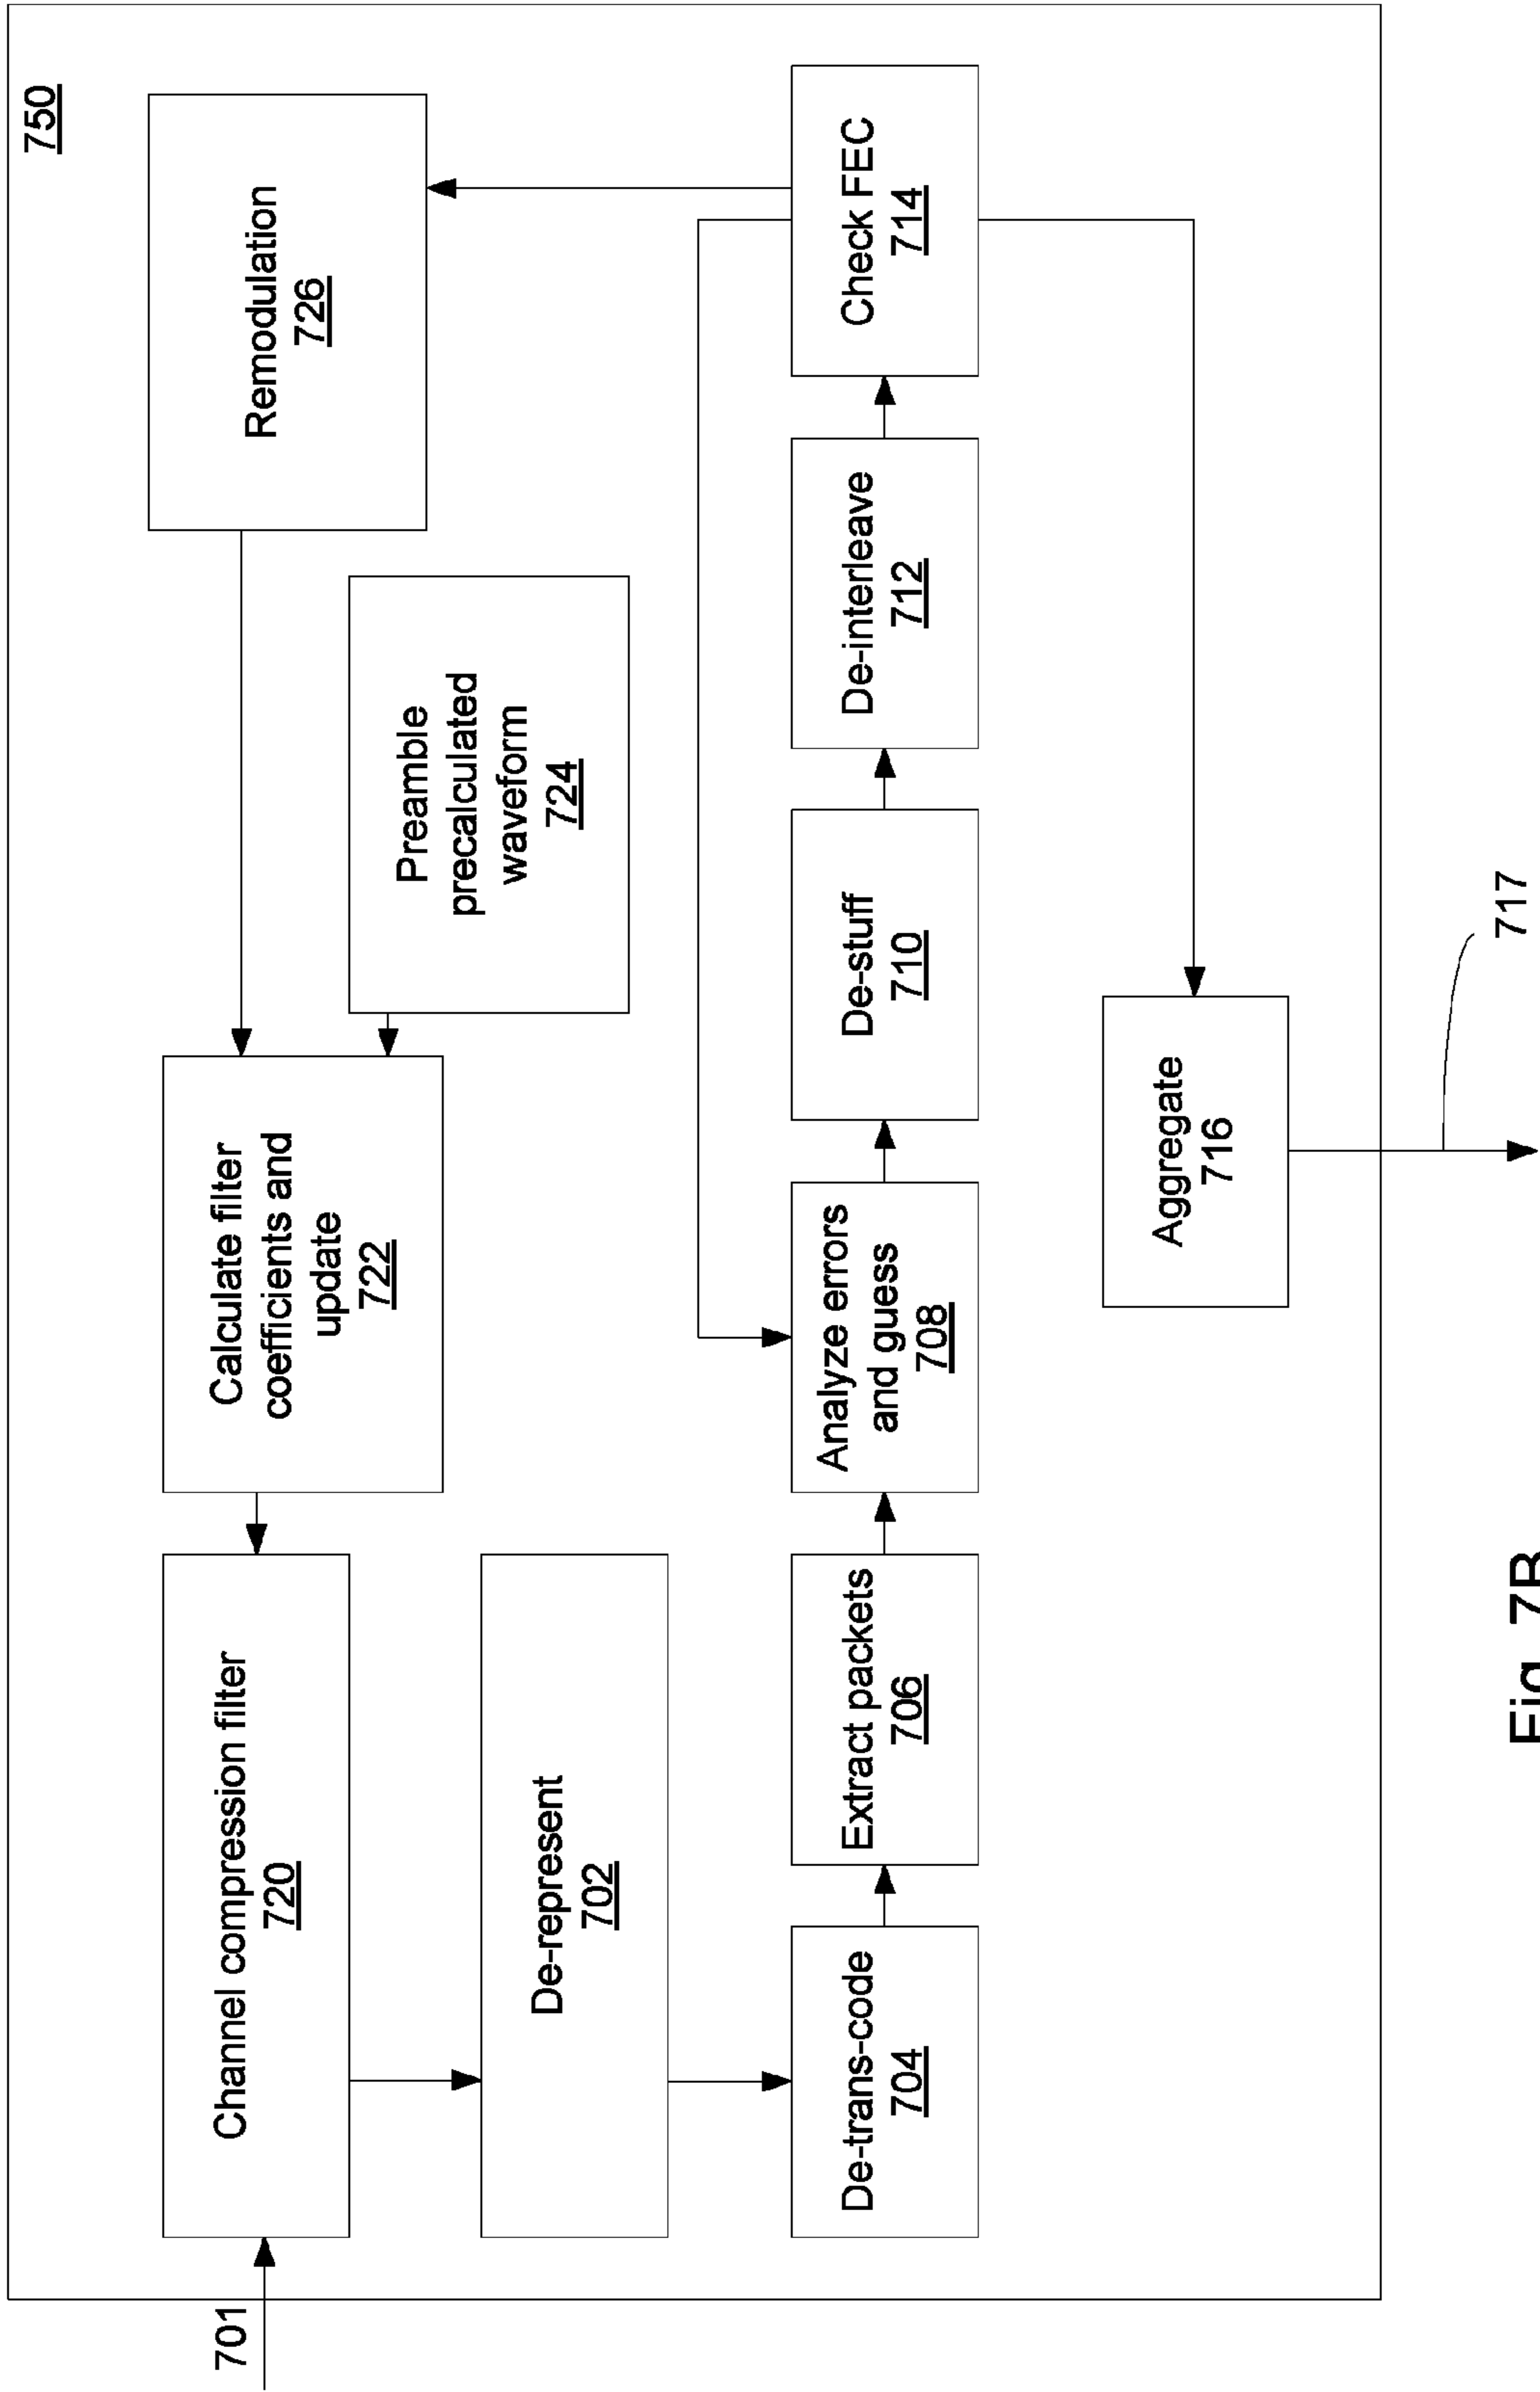 750
Channel compression filter
720
Calculate filter
coefficients and
update
722
Remodulation
726
Preamble
precalculated
waveform
724
701
De-represent
702
De-trans-code
704
Extract packets
706
Analyze errors
and guess
708
De-stuff
710
De-interleave
712
Check FEC
714
Aggregate
716
717
Fig. 7B